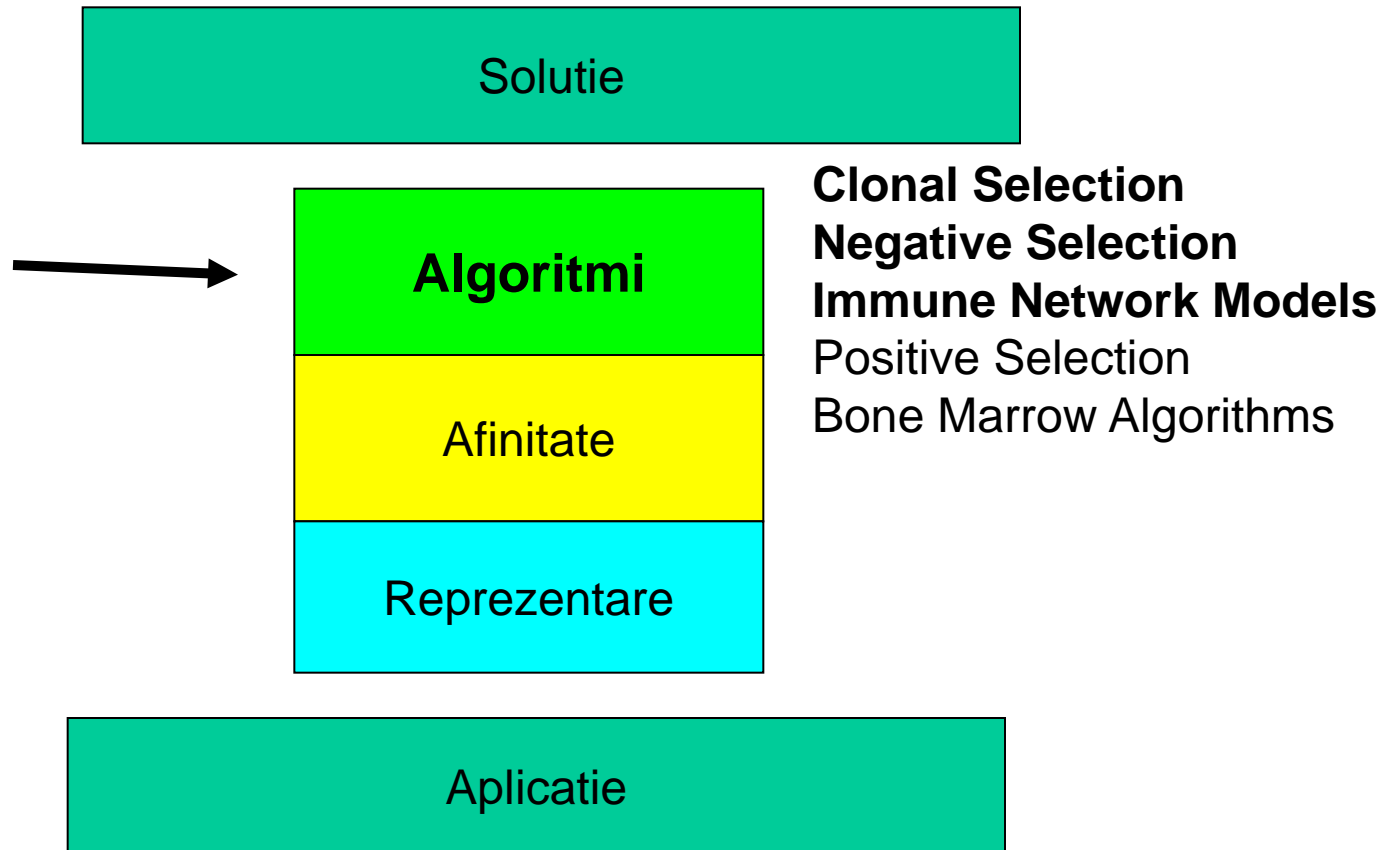 Solutie
Algoritmi
Clonal Selection
Negative Selection
Immune Network Models
Positive Selection
Bone Marrow Algorithms
Afinitate
Reprezentare
Aplicatie